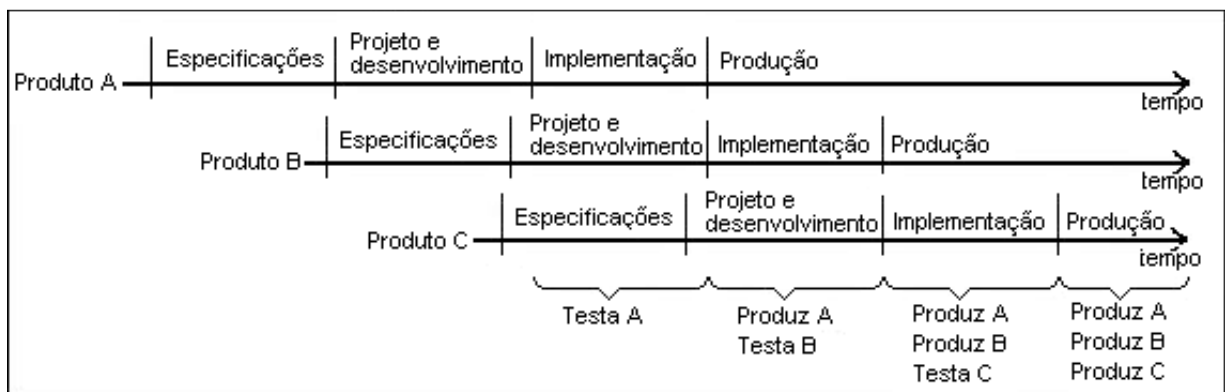 Especificações
Projeto e
desenvolvimento
Implementação
Produção
Produto A
tempo
Especificações
Projeto e
desenvolvimento
Implementação
Produção
Produto B
tempo
Especificações
Projeto e
desenvolvimento
Implementação
Produção
Produto C
tempo
Testa A
Produz A
Testa B
Produz A
Produz B
Testa C
Produz A
Produz B
Produz C